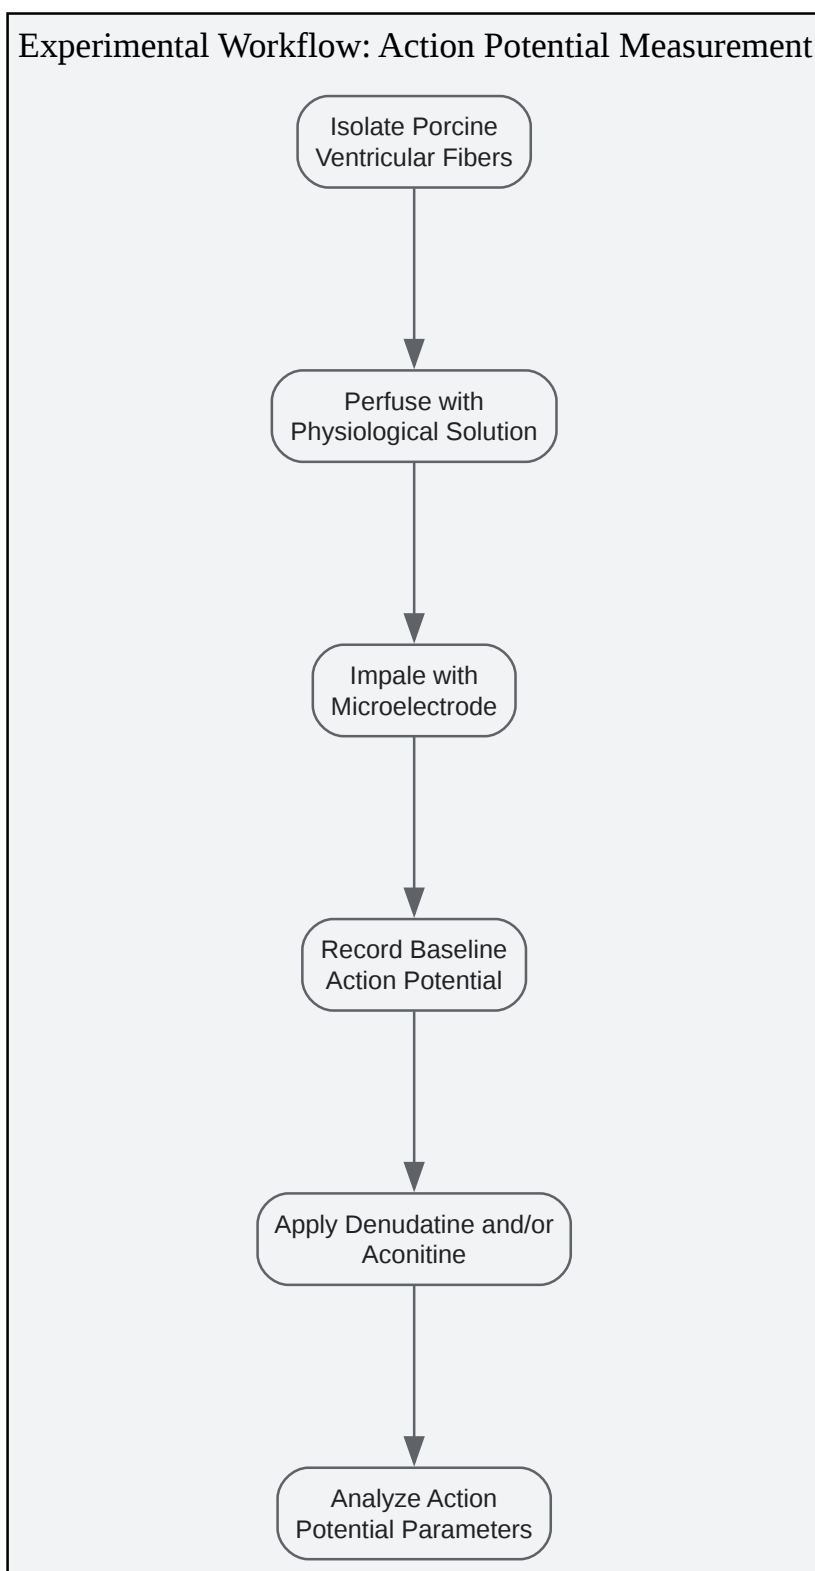 Experimental Workflow: Action Potential Measurement
Isolate Porcine
Ventricular Fibers
Perfuse with
Physiological Solution
Impale with
Microelectrode
Record Baseline
Action Potential
Apply Denudatine and/or
Aconitine
Analyze Action
Potential Parameters